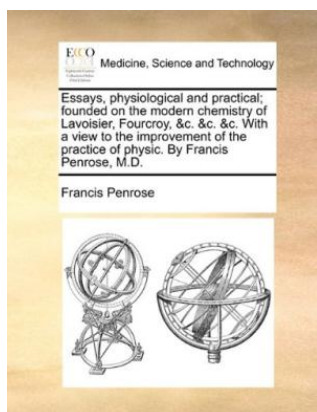 ECCO
Medicine, Science and Technology
Essays, physiological and practical;
founded on the modern chemistry of
Lavoisier, Fourcroy, &c. &c. &c. With
a view to the improvement of the
practice of physic. By Francis
Penrose, M.D.
Francis Penrose